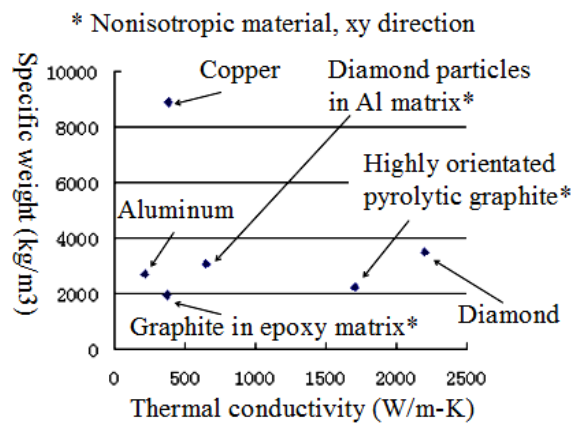 * Nonisotropic material, xy direction
Specific weight (kg/m3)
10000
8000
6000
4000
2000
0
Copper
Diamond particles
in Al matrix*
Highly orientated
pyrolytic graphite*
Aluminum
Graphite in epoxy matrix*
Diamond
0
500
1000
1500
2000
2500
Thermal conductivity (W/m-K)